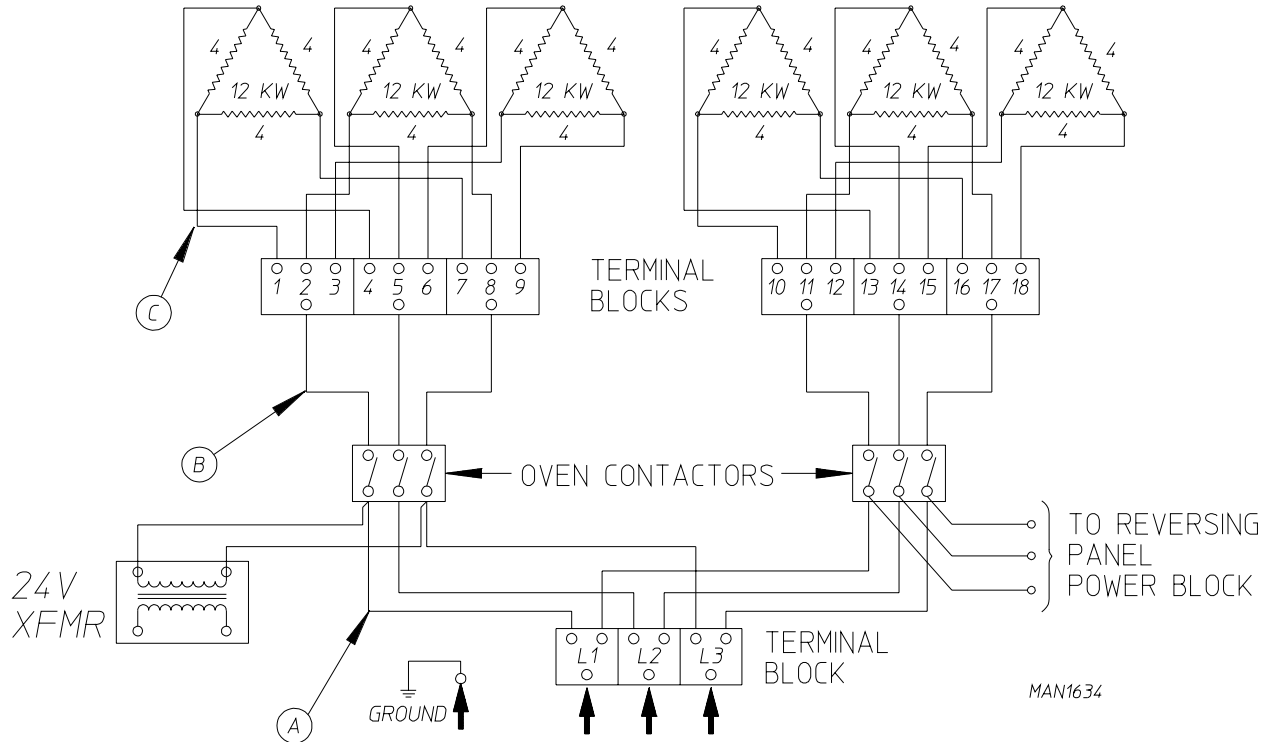 4 4 4 4 4 4 4 4 4 4 4 4
12 KW 12 KW 12 KW 12 KW 12 KW 12 KW
4 4 4 4 4 4
TERMINAL
BLOCKS
1 2 3 4 5 6 7 8 9
10 11 12 13 14 15 16 17 18
C
B
OVEN CONTACTORS
TO REVERSING
PANEL
POWER BLOCK
24V
XFMR
L1 L2 L3
TERMINAL
BLOCK
GROUND
A
MAN1634